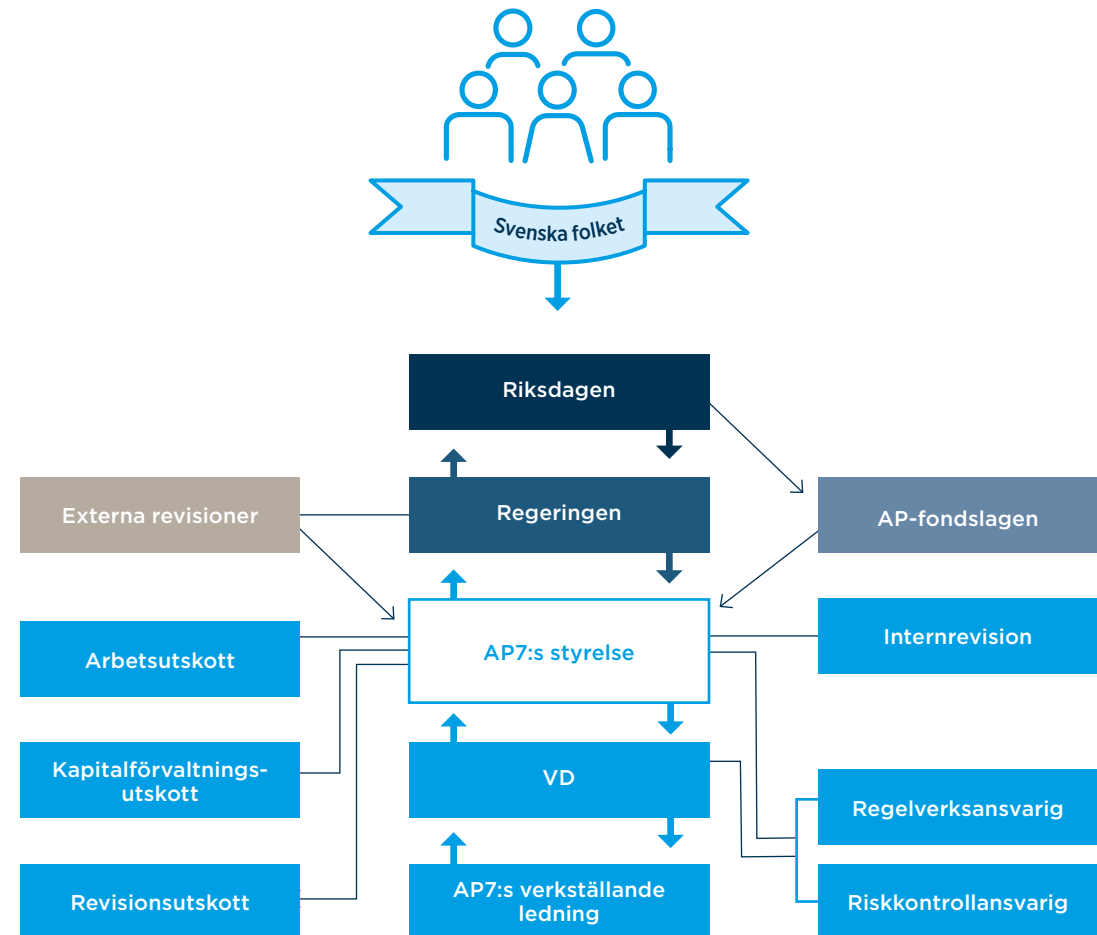 Svenska folket
Riksdagen
Externa revisioner
Regeringen
AP-fondslagen
Arbetsutskott
AP7:s styrelse
Internrevision
Kapitalförvaltnings-
utskott
VD
Regelverksansvarig
Revisionsutskott
AP7:s verkställande
ledning
Riskkontrollansvarig